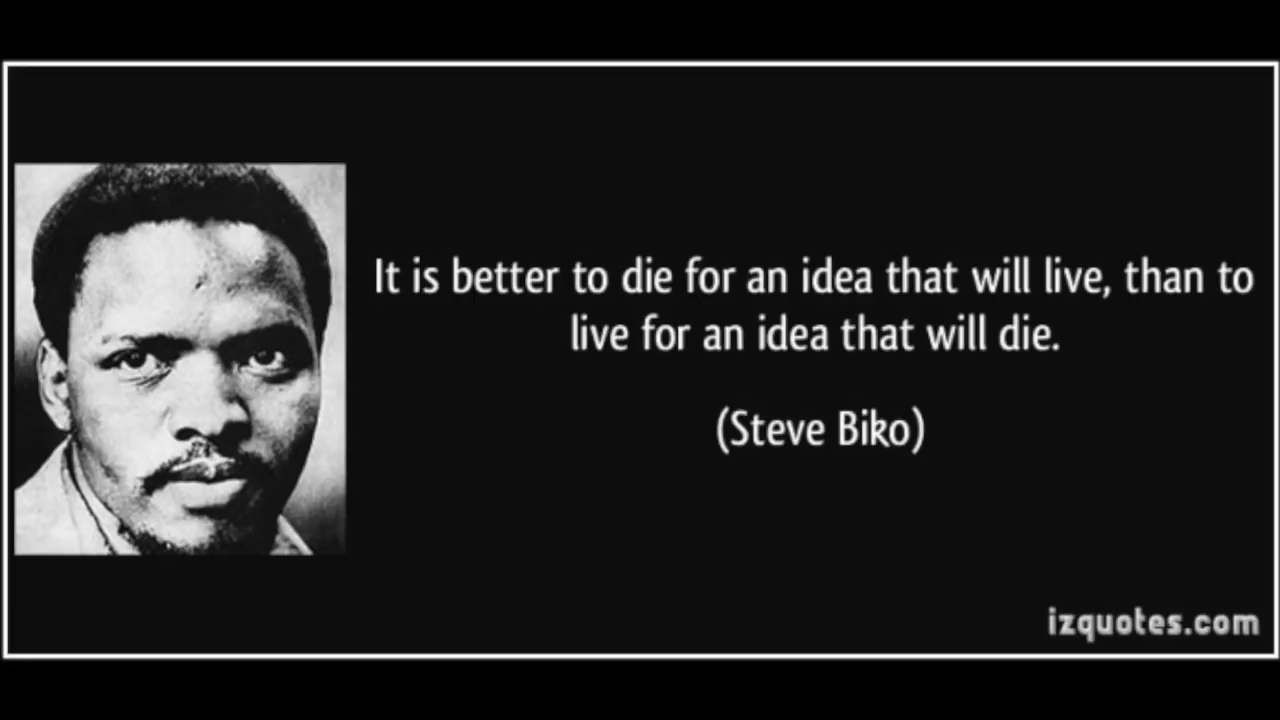 It is better to die for an idea that will live, than to
live for an idea that will die.
(Steve Biko)
izquotes.com